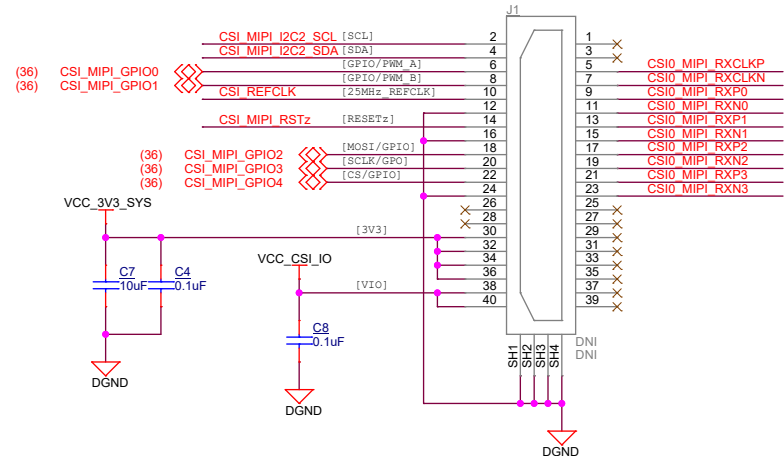 J1
CSI_MIPI_I2C2_SCL [SCL] 2 1
CSI_MIPI_I2C2_SDA [SDA] 4 3
(36) CSI_MIPI_GPIO0 [GPIO/PWM_A] 6 5 CSI0_MIPI_RXCLKP
(36) CSI_MIPI_GPIO1 [GPIO/PWM_B] 8 7 CSI0_MIPI_RXCLKN
CSI_REFCLK [25MHz_REFCLK] 10 9 CSI0_MIPI_RXP0
12 11 CSI0_MIPI_RXN0
CSI_MIPI_RSTz [RESETz] 14 13 CSI0_MIPI_RXP1
16 15 CSI0_MIPI_RXN1
(36) CSI_MIPI_GPIO2 [MOSI/GPIO] 18 17 CSI0_MIPI_RXP2
(36) CSI_MIPI_GPIO3 [SCLK/GPO] 20 19 CSI0_MIPI_RXN2
(36) CSI_MIPI_GPIO4 [CS/GPIO] 22 21 CSI0_MIPI_RXP3
24 23 CSI0_MIPI_RXN3
VCC_3V3_SYS
26 25
28 27
[3V3] 30 29
32 31
VCC_CSI_IO 34 33
36 35
C7 C4
10uF 0.1uF
[VIO] 38 37
40 39
C8
0.1uF
SH1 SH2 SH3 SH4
DNI
DNI
DGND
DGND
DGND